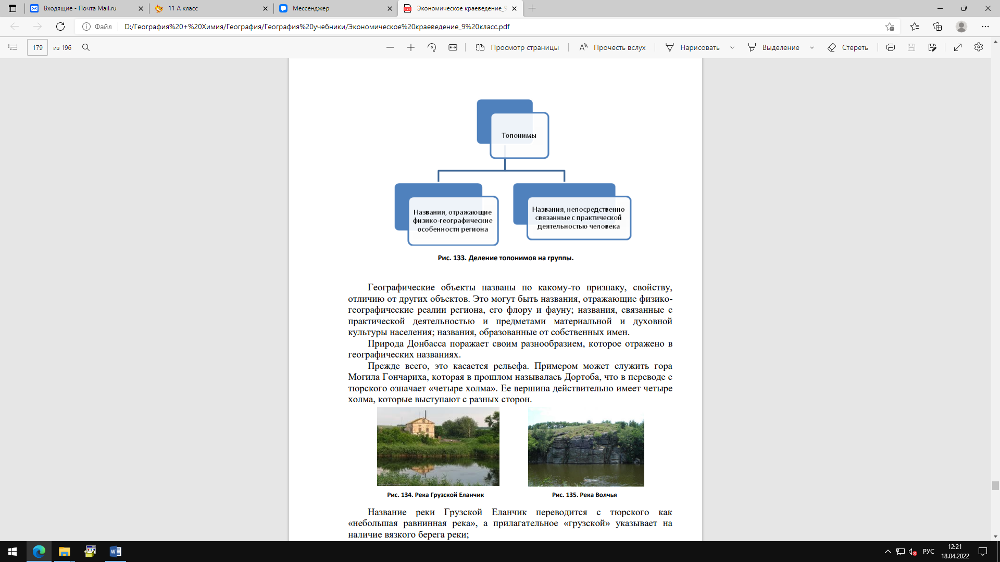 Входящие - Почта Mail.ru
11 А класс
Мессенджер
Экономическое краеведение_9
Файл
D:/География%20+%20Химия/География/География%20учебники/Экономическое%20краеведение_9%20класс.pdf
179 из 196
Просмотр страницы
Прочесть вслух
Нарисовать
Выделение
Стереть
Топонимы
Названия, отражающие
физико-географические
особенности региона
Названия, непосредственно
связанные с практической
деятельностью человека
Рис. 133. Деление топонимов на группы.
Географические объекты названы по какому-то признаку, свойству,
отличию от других объектов. Это могут быть названия, отражающие физико-
географические реалии региона, его флору и фауну; названия, связанные с
практической деятельностью и предметами материальной и духовной
культуры населения; названия, образованные от собственных имен.
Природа Донбасса поражает своим разнообразием, которое отражено в
географических названиях.
Прежде всего, это касается рельефа. Примером может служить гора
Могила Гончариха, которая в прошлом называлась Дортоба, что в переводе с
тюркского означает «четыре холма». Ее вершина действительно имеет четыре
холма, которые выступают с разных сторон.
Рис. 134. Река Грузской Еланчик
Рис. 135. Река Волчья
Название реки Грузской Еланчик переводится с тюрского как
«небольшая равнинная река», а прилагательное «грузской» указывает на
наличие вязкого берега реки;
РУС
12:21
18.04.2022